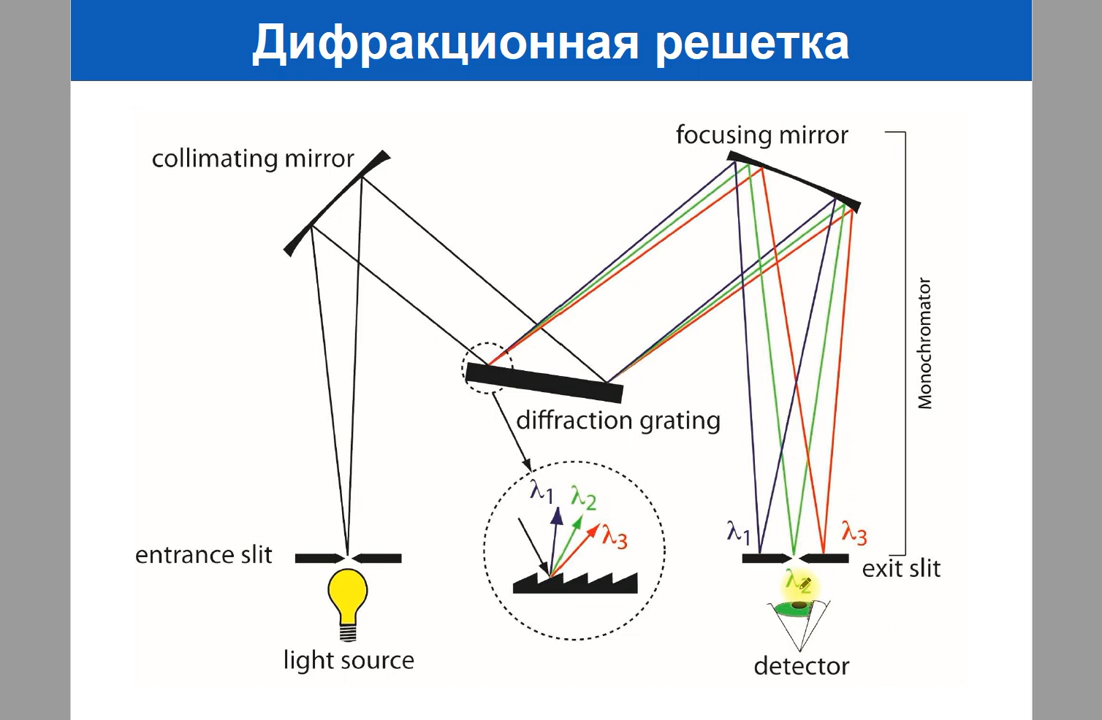 Дифракционная решетка
focusing mirror
collimating mirror
Monochromator
diffraction grating
λ1
λ2
λ3
λ1
λ3
entrance slit
exit slit
λ2
light source
detector